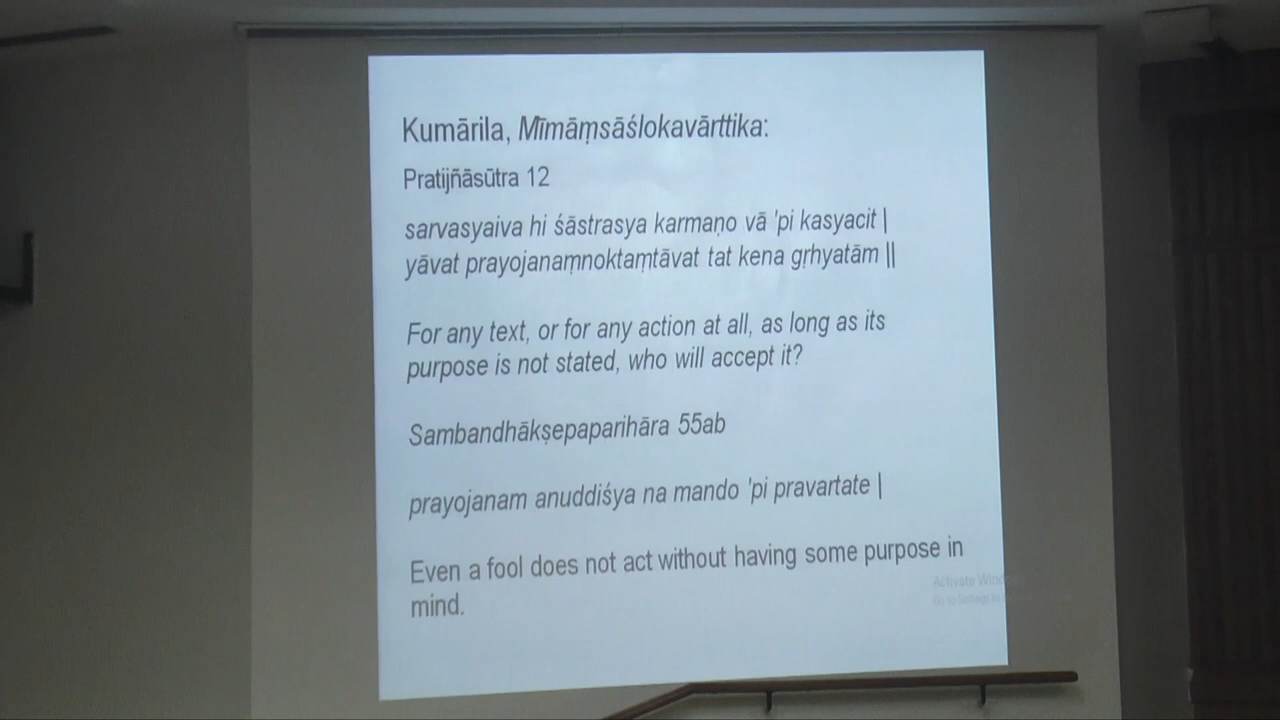 Kumārila, Mīmāṃsāślokavārttika:
Pratijñāsūtra 12
sarvasyaiva hi śāstrasya karmaṇo vā 'pi kasyacit |
yāvat prayojanaṃnoktaṃtāvat tat kena gṛhyatām ||
For any text, or for any action at all, as long as its
purpose is not stated, who will accept it?
Sambandhākṣepaparihāra 55ab
prayojanam anuddiśya na mando 'pi pravartate |
Even a fool does not act without having some purpose in
mind.
Activate
Go to Settings to